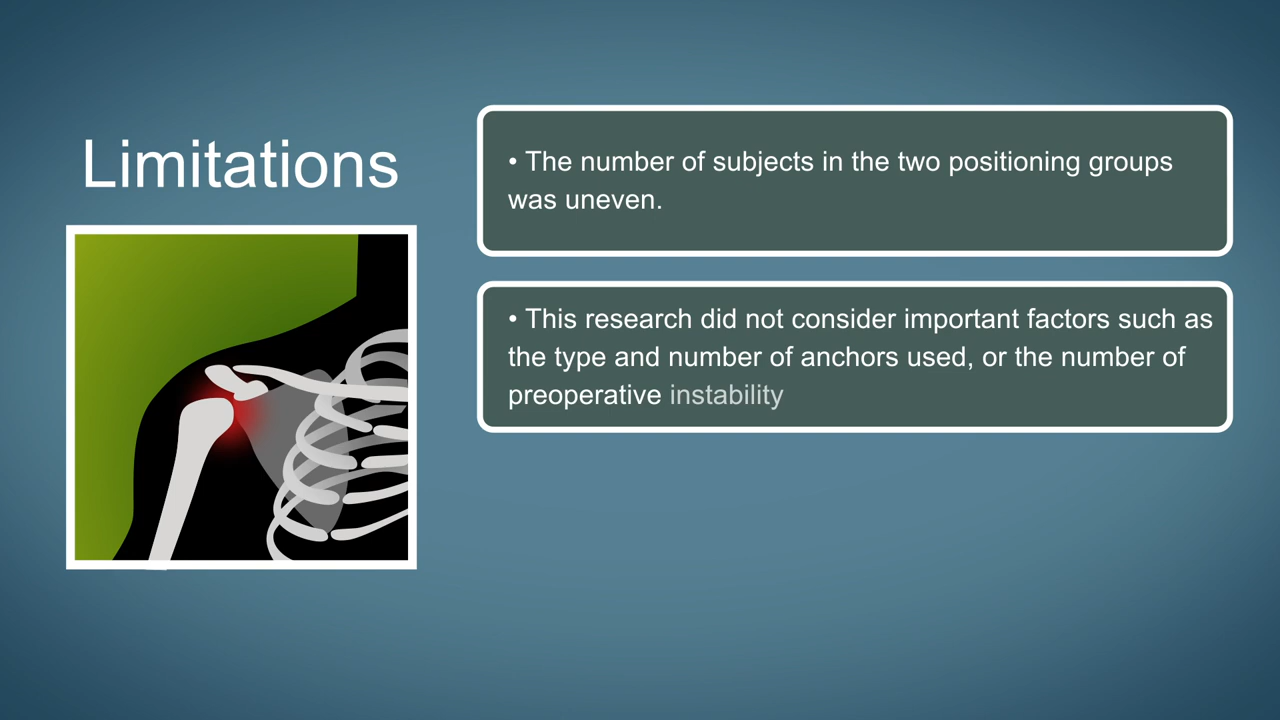 Limitations
• The number of subjects in the two positioning groups
was uneven.
• This research did not consider important factors such as
the type and number of anchors used, or the number of
preoperative instability